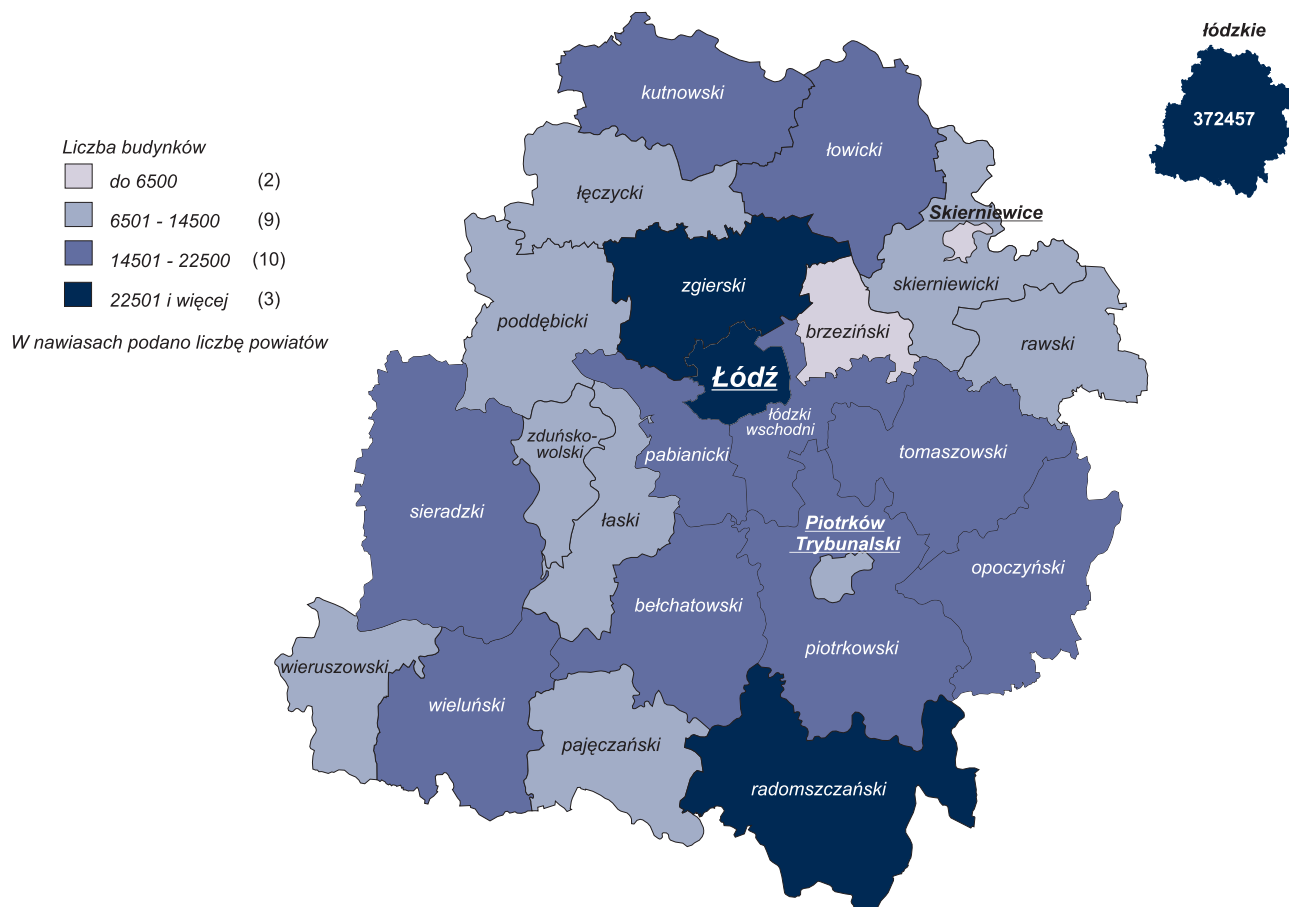 łódzkie
372457
Liczba budynków
do 6500 (2)
6501 - 14500 (9)
14501 - 22500 (10)
22501 i więcej (3)
W nawiasach podano liczbę powiatów
kutnowski
łowicki
łęczycki
Skierniewice
skierniewicki
zgierski
poddębicki
brzeziński
rawski
Łódź
łódzki
wschodni
zduńsko-
wolski
pabianicki
tomaszowski
sieradzki
łaski
Piotrków
Trybunalski
opoczyński
bełchatowski
piotrkowski
wieruszowski
wieluński
pajęczański
radomszczański